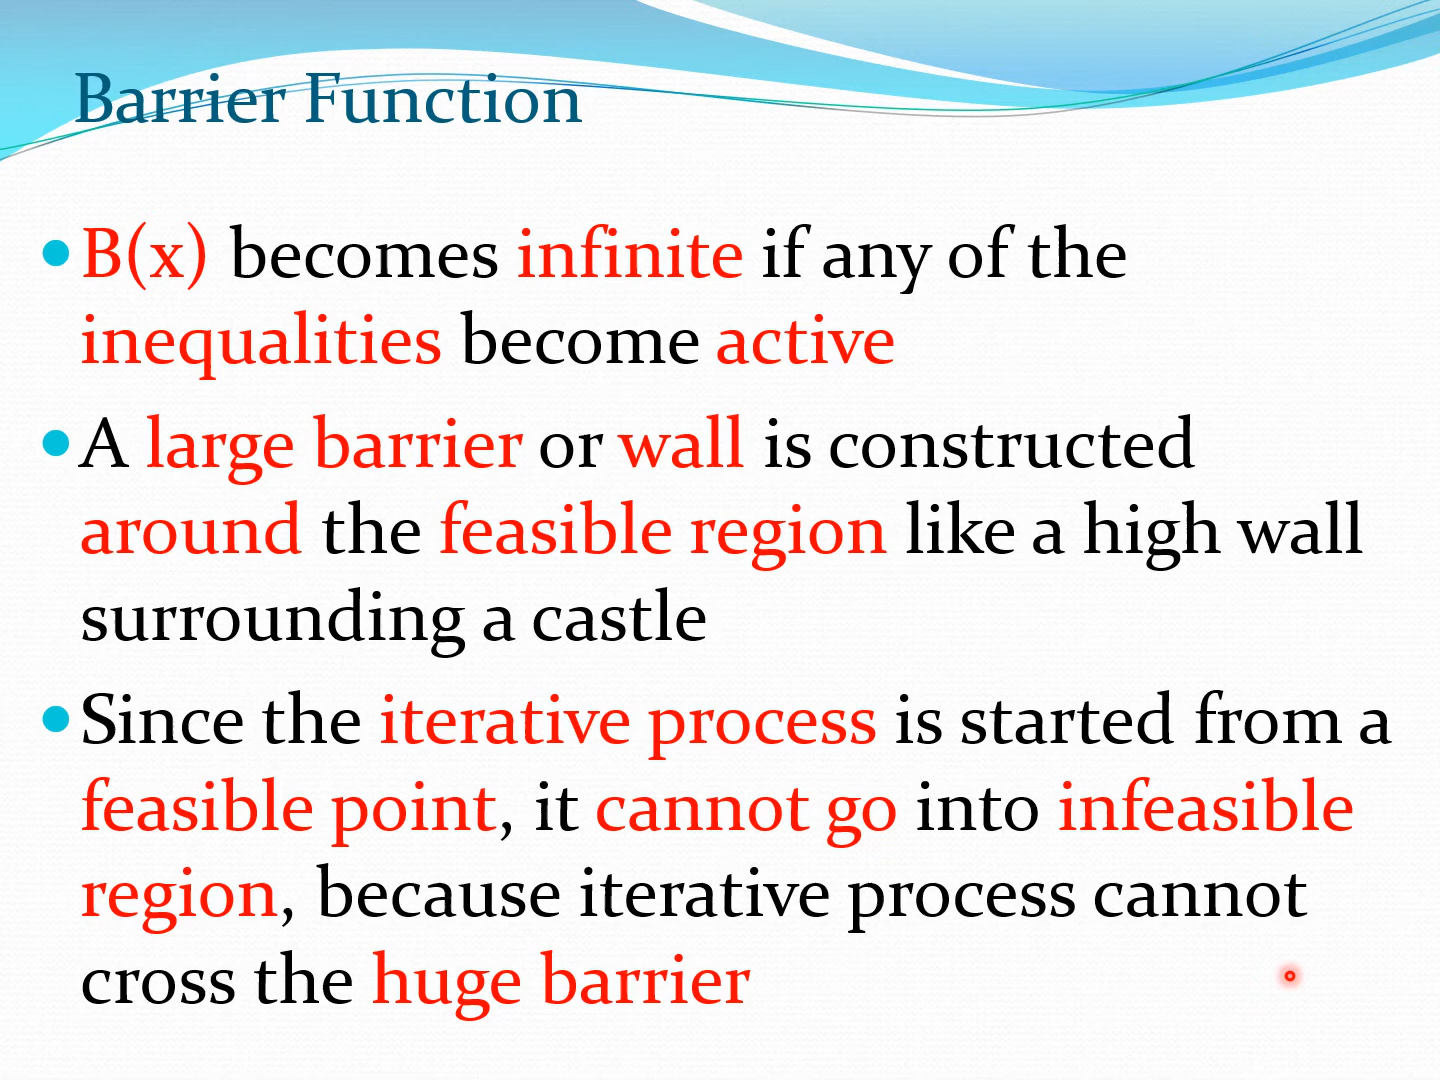 Barrier Function
• B(x) becomes infinite if any of the
inequalities become active
• A large barrier or wall is constructed
around the feasible region like a high wall
surrounding a castle
• Since the iterative process is started from a
feasible point, it cannot go into infeasible
region, because iterative process cannot
cross the huge barrier